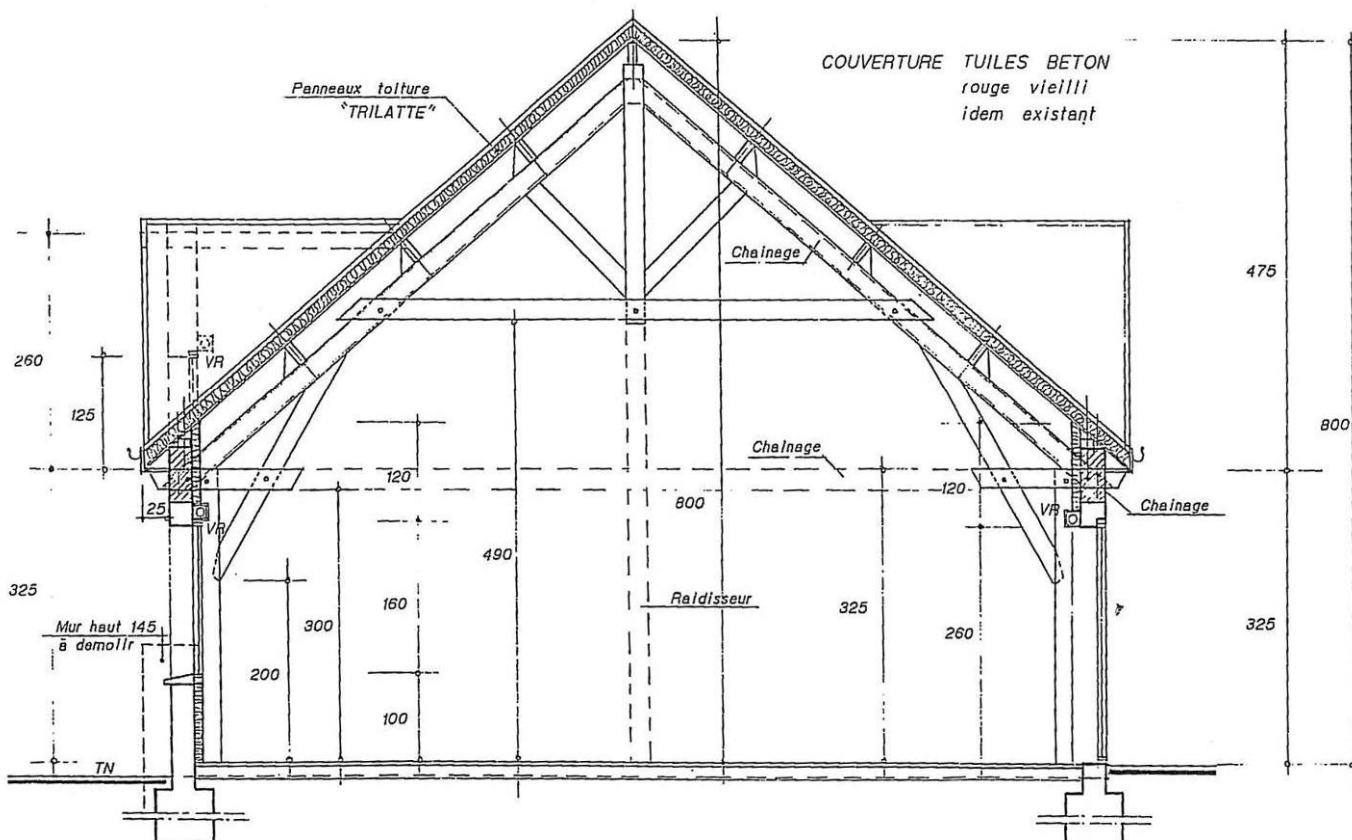 COUVERTURE TUILES BETON
rouge vieilli
idem existant
Panneaux toiture
"TRILATTE"
Chainage
475
260
VR
125
800
Chainage
120
120
25
VR
800
VR
Chainage
490
325
160
Raidisseur
325
260
325
Mur haut 145
à demolir
300
200
100
TN